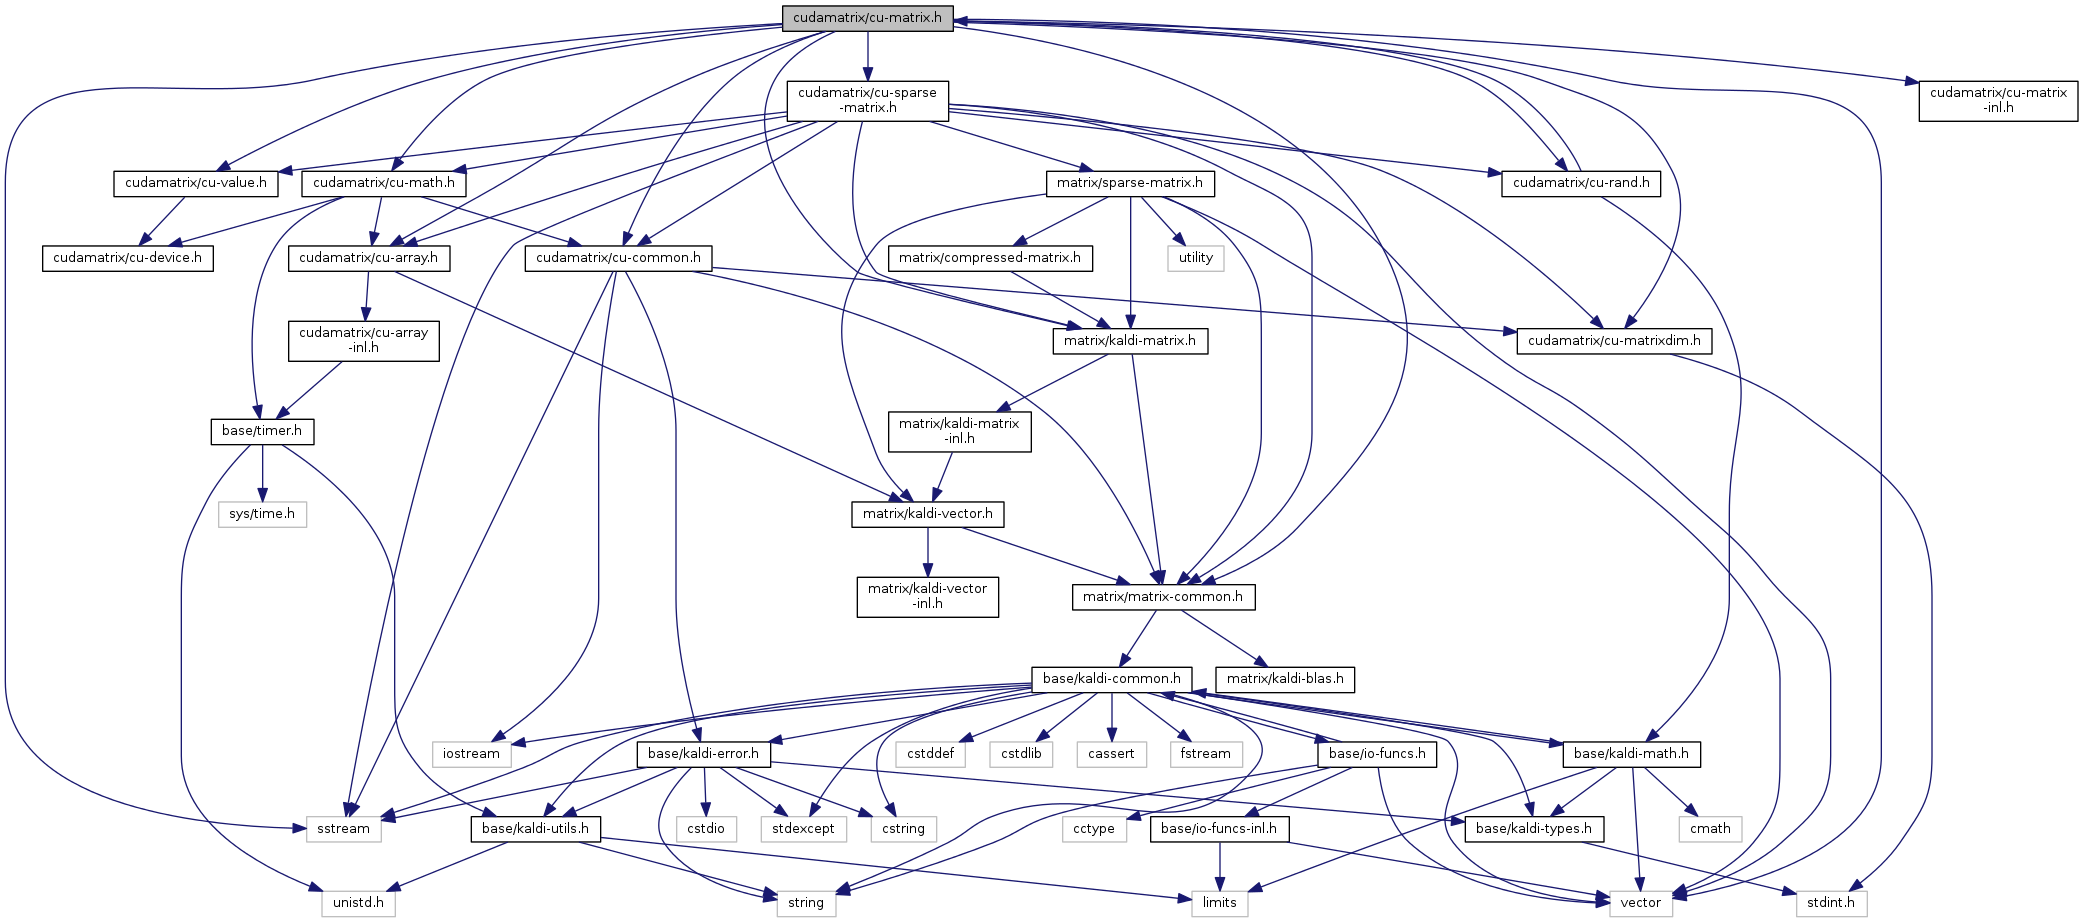 cudamatrix/cu-matrix.h
cudamatrix/cu-sparse
-matrix.h
cudamatrix/cu-matrix
-inl.h
cudamatrix/cu-value.h
cudamatrix/cu-math.h
matrix/sparse-matrix.h
cudamatrix/cu-rand.h
cudamatrix/cu-device.h
cudamatrix/cu-array.h
cudamatrix/cu-common.h
matrix/compressed-matrix.h
utility
cudamatrix/cu-array
-inl.h
matrix/kaldi-matrix.h
cudamatrix/cu-matrixdim.h
base/timer.h
matrix/kaldi-matrix
-inl.h
sys/time.h
matrix/kaldi-vector.h
matrix/kaldi-vector
-inl.h
matrix/matrix-common.h
base/kaldi-common.h
matrix/kaldi-blas.h
iostream
base/kaldi-error.h
cstddef
cstdlib
cassert
fstream
base/io-funcs.h
base/kaldi-math.h
sstream
base/kaldi-utils.h
cstdio
stdexcept
cstring
cctype
base/io-funcs-inl.h
base/kaldi-types.h
cmath
unistd.h
string
limits
vector
stdint.h